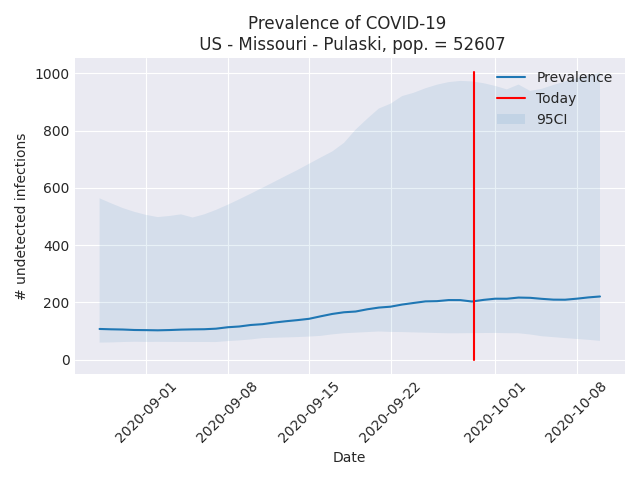 Prevalence of COVID-19
US - Missouri - Pulaski, pop. = 52607
1000
800
600
400
200
0
# undetected infections
Prevalence
Today
95CI
2020-09-01
2020-09-08
2020-09-15
2020-09-22
2020-10-01
2020-10-08
Date